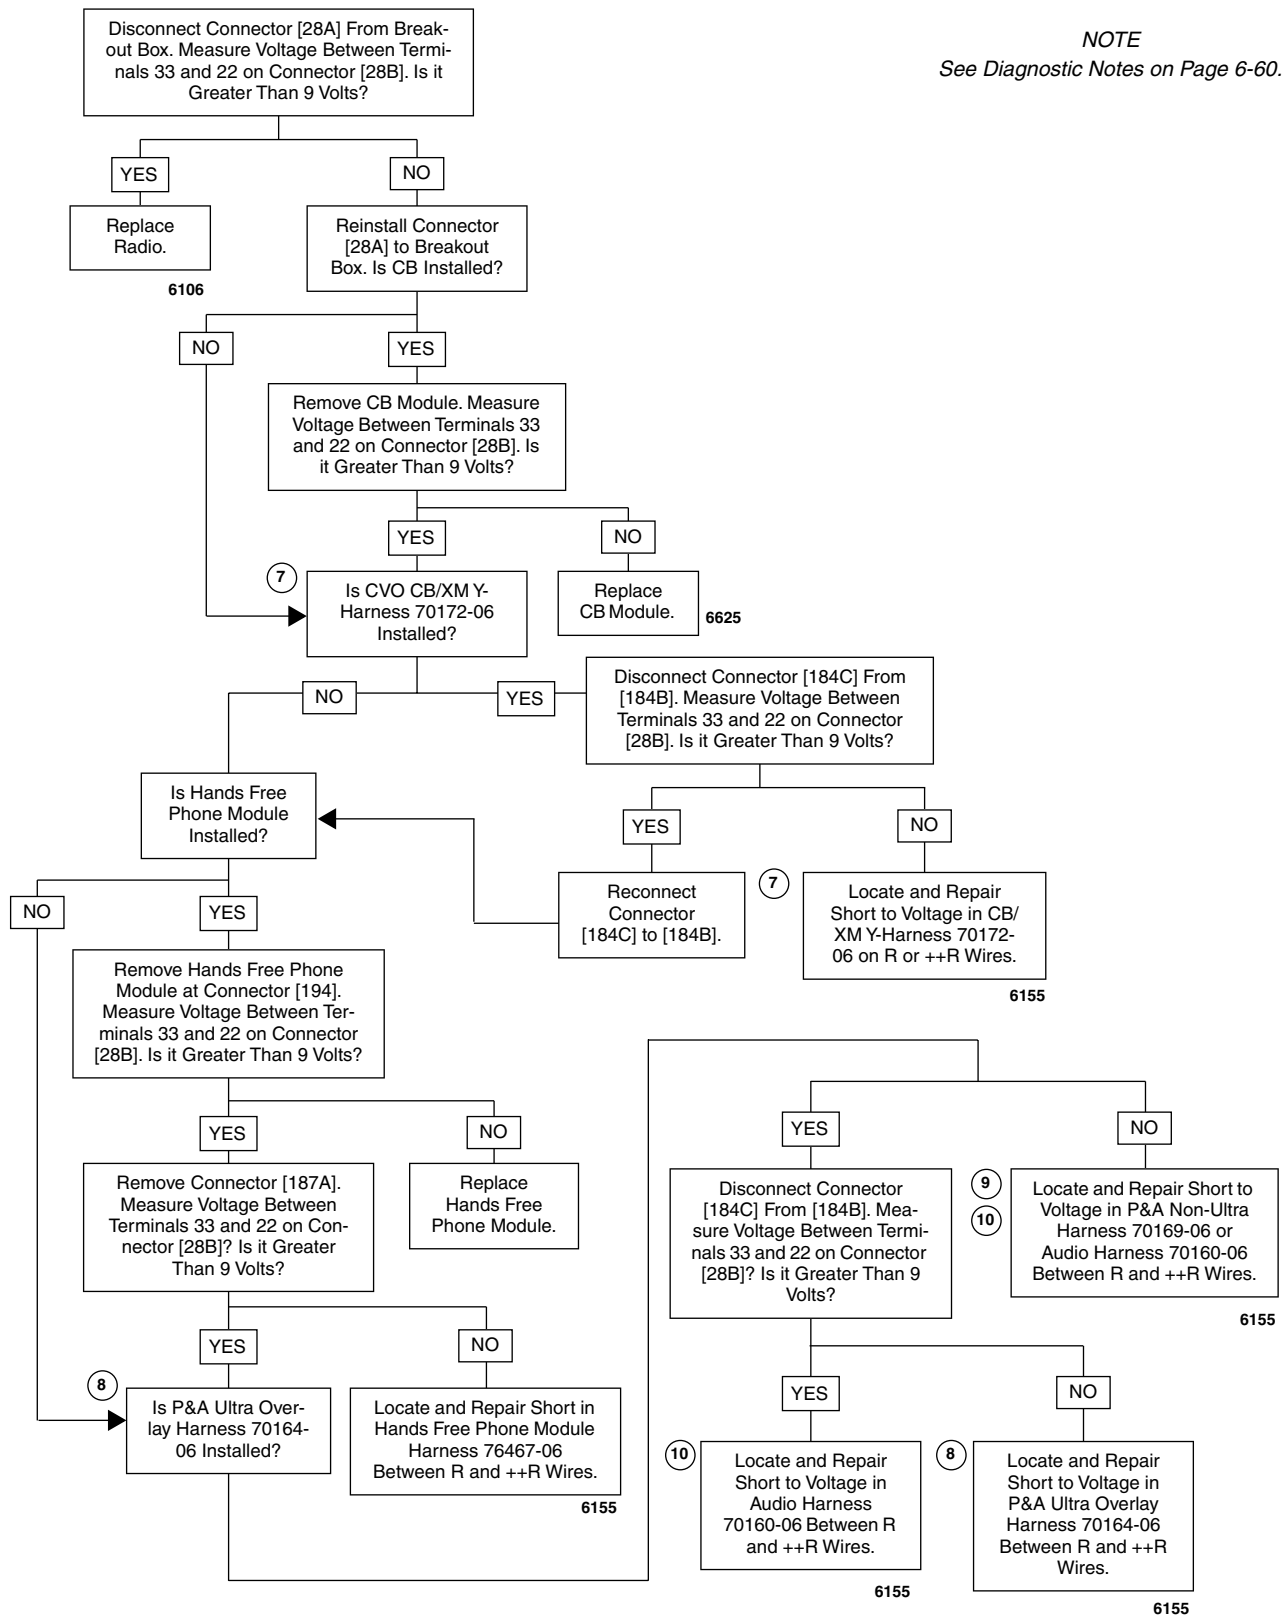 Disconnect Connector [28A] From Break-
out Box. Measure Voltage Between Termi-
nals 33 and 22 on Connector [28B]. Is it
Greater Than 9 Volts?
NOTE
See Diagnostic Notes on Page 6-60.
YES
NO
Replace
Radio.
6106
Reinstall Connector
[28A] to Breakout
Box. Is CB Installed?
NO
YES
Remove CB Module. Measure
Voltage Between Terminals 33
and 22 on Connector [28B]. Is
it Greater Than 9 Volts?
YES
NO
7
Is CVO CB/XM Y-
Harness 70172-06
Installed?
Replace
CB Module.
6625
NO
YES
Disconnect Connector [184C] From
[184B]. Measure Voltage Between
Terminals 33 and 22 on Connector
[28B]. Is it Greater Than 9 Volts?
Is Hands Free
Phone Module
Installed?
YES
NO
Reconnect
Connector
[184C] to [184B].
7
Locate and Repair
Short to Voltage in CB/
XM Y-Harness 70172-
06 on R or ++R Wires.
6155
NO
YES
Remove Hands Free Phone
Module at Connector [194].
Measure Voltage Between Ter-
minals 33 and 22 on Connector
[28B]. Is it Greater Than 9 Volts?
YES
NO
Remove Connector [187A].
Measure Voltage Between
Terminals 33 and 22 on Con-
nector [28B]? Is it Greater
Than 9 Volts?
Replace
Hands Free
Phone Module.
YES
NO
8
Is P&A Ultra Over-
lay Harness 70164-
06 Installed?
Locate and Repair Short in
Hands Free Phone Module
Harness 76467-06
Between R and ++R Wires.
6155
YES
NO
Disconnect Connector
[184C] From [184B]. Mea-
sure Voltage Between Termi-
nals 33 and 22 on Connector
[28B]? Is it Greater Than 9
Volts?
9
10
Locate and Repair Short to
Voltage in P&A Non-Ultra
Harness 70169-06 or
Audio Harness 70160-06
Between R and ++R Wires.
6155
YES
NO
10
Locate and Repair
Short to Voltage in
Audio Harness
70160-06 Between R
and ++R Wires.
6155
8
Locate and Repair
Short to Voltage in
P&A Ultra Overlay
Harness 70164-06
Between R and ++R
Wires.
6155